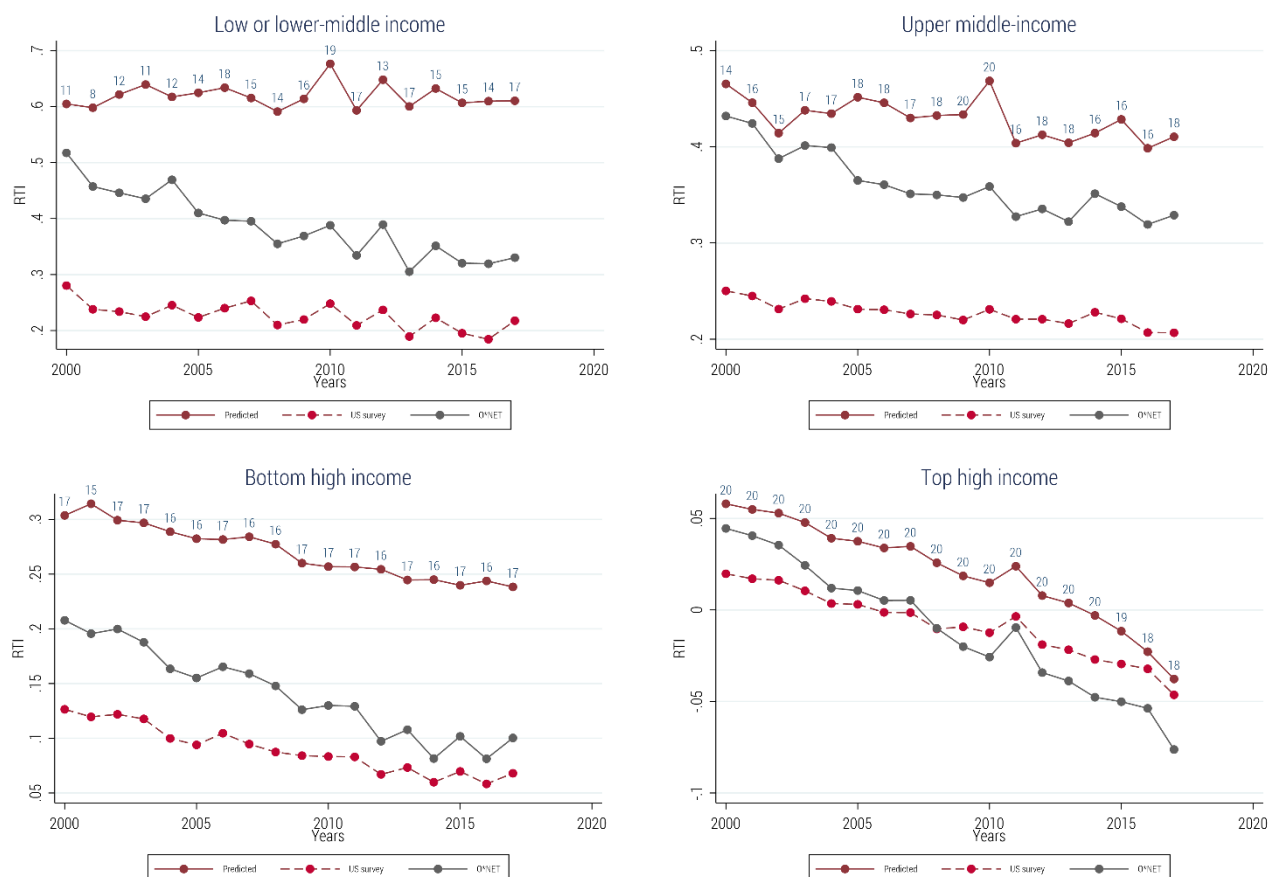 Low or lower-middle income
RTI
.7
.6
.5
.4
.3
.2
11 8 12 11 12 14 18 15 14 16 19 17 13 17 15 15 14 17
2000 2005 2010 2015 2020
Years
Predicted US survey O*NET
Upper middle-income
RTI
.5
.4
.3
.2
14 16 15 17 17 18 18 17 18 20 20 16 18 18 16 16 16 18
2000 2005 2010 2015 2020
Years
Predicted US survey O*NET
Bottom high income
RTI
.3
.25
.2
.15
.1
.05
17 15 17 17 16 16 17 16 16 17 17 17 16 17 16 17 16 17
2000 2005 2010 2015 2020
Years
Predicted US survey O*NET
Top high income
RTI
.05
0
-.05
-.1
20 20 20 20 20 20 20 20 20 20 20 20 20 20 20 19 18 18
2000 2005 2010 2015 2020
Years
Predicted US survey O*NET